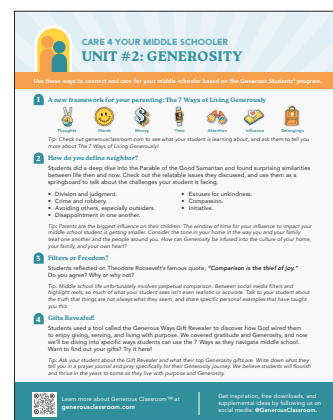 CARE 4 YOUR MIDDLE SCHOOLER
UNIT #2: GENEROSITY
Use these ways to connect and care for your middle schooler based on the Generous Students™ program.
1 A new framework for your parenting: The 7 Ways of Living Generously
Thoughts Words Money Time Attention Influence Belongings
Tip: Check out generousclassroom.com to see what your student is learning about, and ask them to tell you
more about The 7 Ways of Living Generously!
2 How do you define neighbor?
Students did a deep dive into the Parable of the Good Samaritan and found surprising similarities
between life then and now. Check out the relatable issues they discussed, and use them as a
springboard to talk about the challenges your student is facing.
• Division and judgment.
• Crime and robbery.
• Avoiding others, especially outsiders.
• Disappointment in one another.
• Excuses for unkindness.
• Compassion.
• Initiative.
Tip: Parents are the biggest influence on their children. The window of time for your influence to impact your
middle school student is getting smaller. Consider the tone in your home in the way you and your family
treat one another and the people around you. How can Generosity be infused into the culture of your home,
your family, and your own heart?
3 Filters or Freedom?
Students reflected on Theodore Roosevelt's famous quote, "Comparison is the thief of joy."
Do you agree? Why or why not?
Tip: Middle school life unfortunately involves perpetual comparison. Between social media filters and
highlight reels, so much of what your student sees isn't even realistic or accurate. Talk to your student about
the truth that things are not always what they seem, and share specific personal examples that have taught
you this.
4 Gifts Revealed!
Students used a tool called the Generous Ways Gift Revealer to discover how God wired them
to enjoy giving, serving, and living with purpose. We covered gratitude and Generosity, and now
we'll be diving into specific ways students can use the 7 Ways as they navigate middle school.
Want to find out your gifts? Try it here!
Tip: Ask your student about the Gift Revealer and what their top Generosity gifts are. Write down what they
tell you in a prayer journal and pray specifically for their Generosity journey. We believe students will flourish
and thrive in the years to come as they live with purpose and Generosity.
Learn more about Generous Classroom™ at
generousclassroom.com
Get inspiration, free downloads, and
supplemental ideas by following us on
social media: @GenerousClassroom.